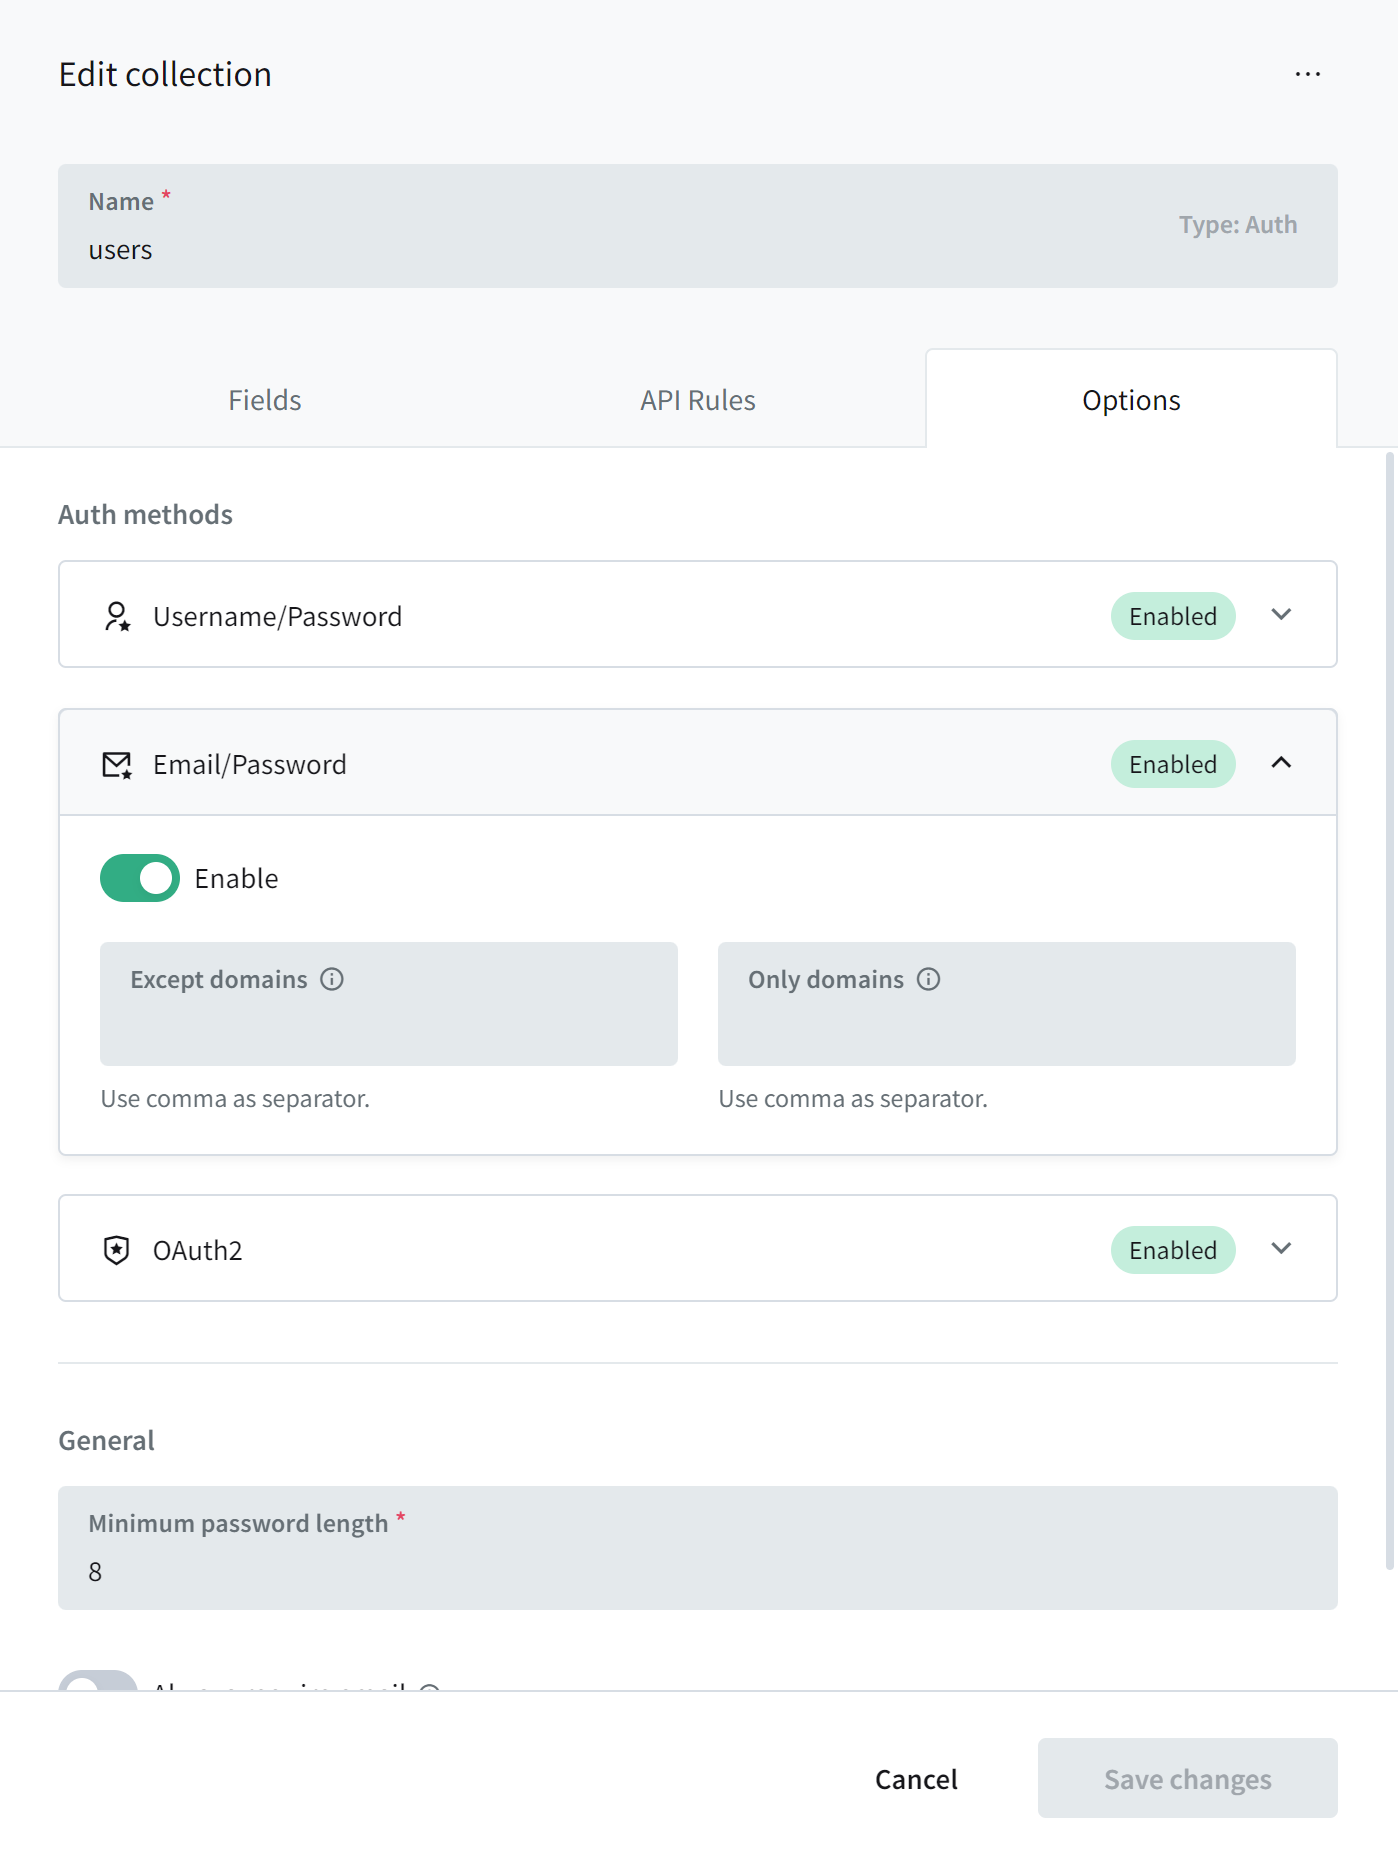 Edit collection
Name *
users
Type: Auth
Fields
API Rules
Options
Auth methods
Username/Password
Enabled
Email/Password
Enabled
Enable
Except domains
Only domains
Use comma as separator.
Use comma as separator.
OAuth2
Enabled
General
Minimum password length *
8
email
Cancel
Save changes